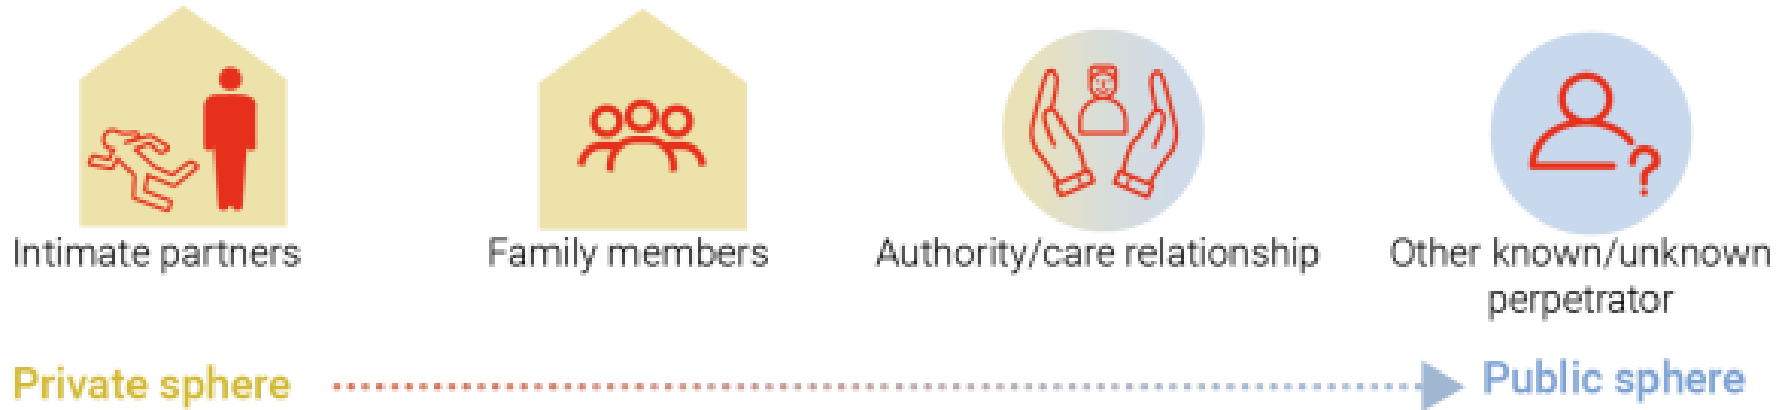 Intimate partners
Family members
Authority/care relationship
Other known/unknown
perpetrator
Private sphere
Public sphere